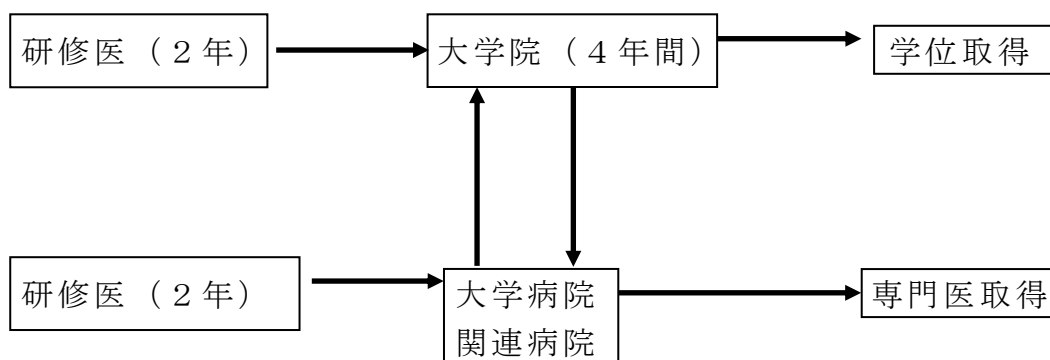 研修医（２年）
大学院（４年間）
学位取得
研修医（２年）
大学病院
関連病院
専門医取得